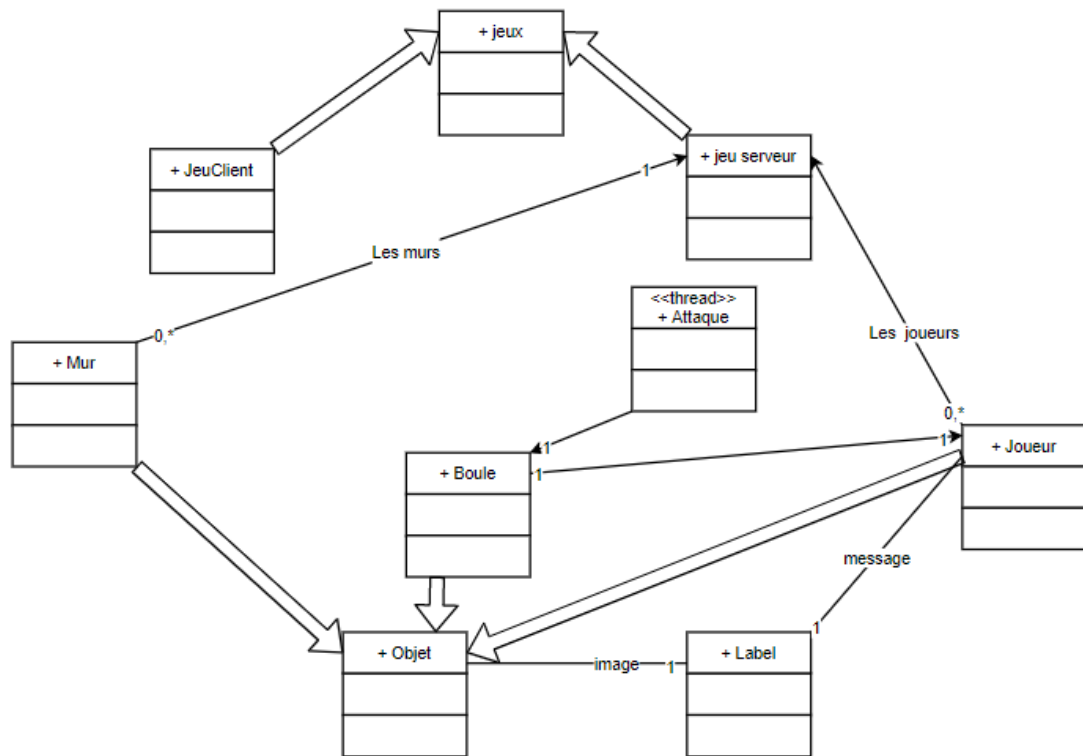 + jeux
+ JeuClient
+ jeu serveur
1
Les murs
<<thread>>
+ Attaque
0,*
Les joueurs
+ Mur
0,*
1
+ Joueur
1
+ Boule
1
message
1
+ Objet
image
1
+ Label